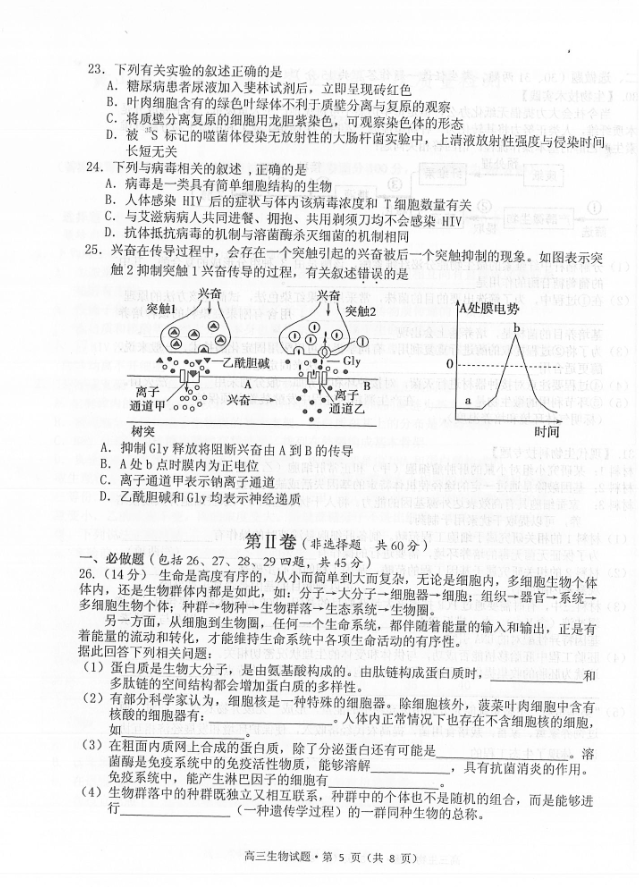 23. 下列有关实验的叙述正确的是
A. 糖尿病患者尿液加入斐林试剂后，立即呈现砖红色
B. 叶肉细胞含有的绿色叶绿体不利于质壁分离与复原的观察
C. 将质壁分离复原的细胞用龙胆紫染色，可观察染色体的形态
D. 被 ³⁵S 标记的噬菌体侵染无放射性的大肠杆菌实验中，上清液放射性强度与侵染时间
长短无关
24. 下列与病毒相关的叙述，正确的是
A. 病毒是一类具有简单细胞结构的生物
B. 人体感染 HIV 后的症状与体内该病毒浓度和 T 细胞数量有关
C. 与艾滋病病人共同进餐、拥抱、共用剃须刀均不会感染 HIV
D. 抗体抵抗病毒的机制与溶菌酶杀灭细菌的机制相同
25. 兴奋在传导过程中，会存在一个突触引起的兴奋被后一个突触抑制的现象。如图表示突
触 2 抑制突触 1 兴奋传导的过程，有关叙述错误的是
兴奋
兴奋
突触1
突触2
乙酰胆碱
Gly
A
B
离子
通道甲
兴奋
离子
通道乙
树突
A处膜电势
b
0
a
时间
A. 抑制 Gly 释放将阻断兴奋由 A 到 B 的传导
B. A 处 b 点时膜内为正电位
C. 离子通道甲表示钠离子通道
D. 乙酰胆碱和 Gly 均表示神经递质
第Ⅱ卷（非选择题 共 60 分）
一、必做题（包括 26、27、28、29 四题，共 45 分）
26.（14 分） 生命是高度有序的，从小而简单到大而复杂，无论是细胞内，多细胞生物个体
体内，还是生物群体内都是如此，如：分子→大分子→细胞器→细胞；组织→器官→系统→
多细胞生物个体；种群→物种→生物群落→生态系统→生物圈。
另一方面，从细胞到生物圈，任何一个生命系统，都伴随着能量的输入和输出，正是有
着能量的流动和转化，才能维持生命系统中各项生命活动的有序性。
据此回答下列相关问题：
（1）蛋白质是生物大分子，是由氨基酸构成的。由肽链构成蛋白质时，________和
多肽链的空间结构都会增加蛋白质的多样性。
（2）有部分科学家认为，细胞核是一种特殊的细胞器。除细胞核外，菠菜叶肉细胞中含有
核酸的细胞器有：________。人体内正常情况下也存在不含细胞核的细胞，
如________。
（3）在粗面内质网上合成的蛋白质，除了分泌蛋白还有可能是________。溶
菌酶是免疫系统中的免疫活性物质，能够溶解________，具有抗菌消炎的作用。
免疫系统中，能产生淋巴因子的细胞有________。
（4）生物群落中的种群既独立又相互联系，种群中的个体也不是随机的组合，而是能够进
行________（一种遗传学过程）的一群同种生物的总称。
高三生物试题·第 5 页（共 8 页）